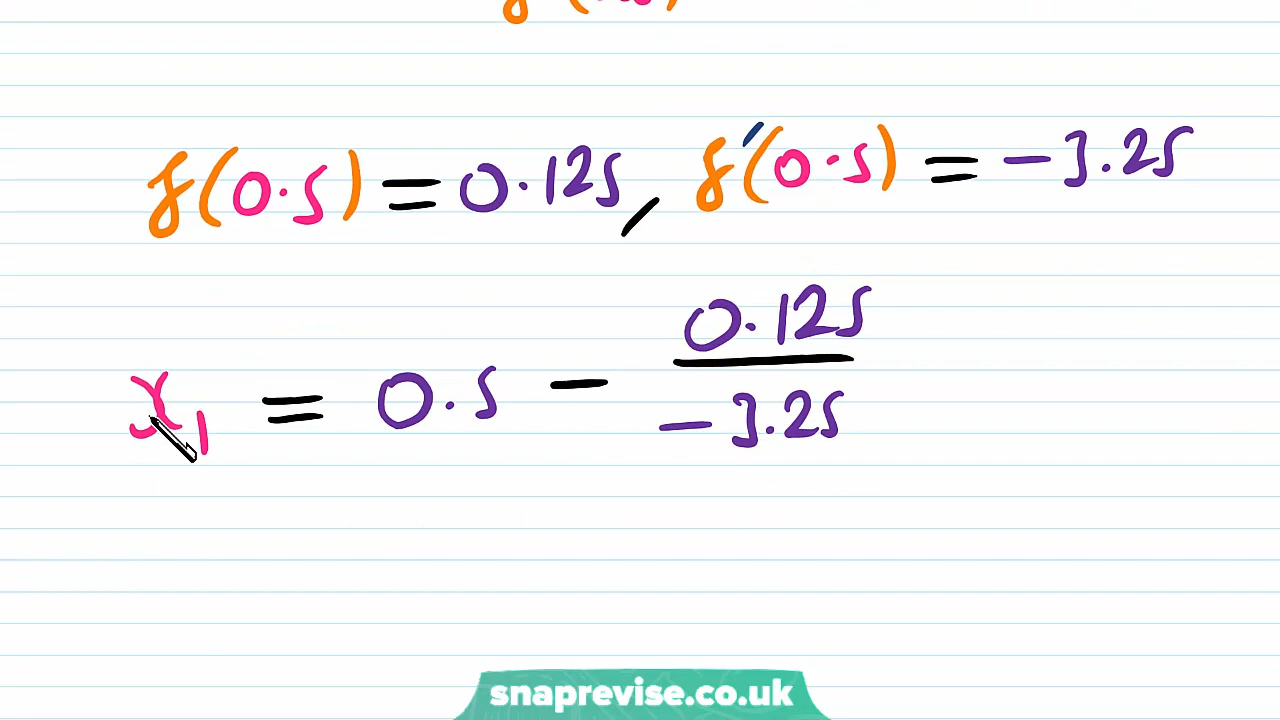 f(0.5) = 0.125, f'(0.5) = -3.25
x₁ = 0.5 - 0.125 / -3.25
snaprevise.co.uk